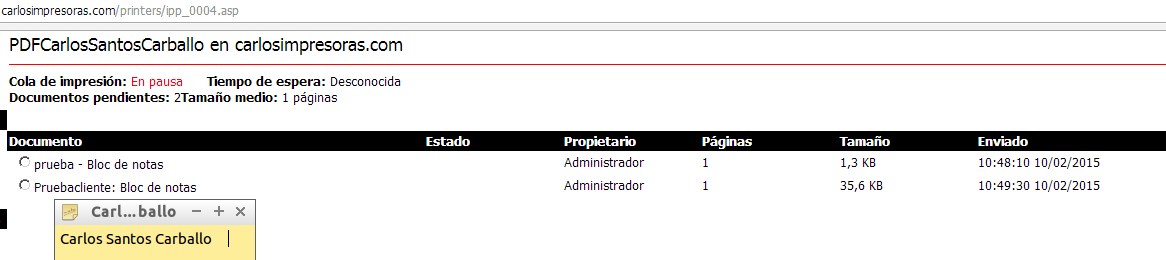 carlosimpresoras.com/printers/ipp_0004.asp
PDFCarlosSantosCarballo en carlosimpresoras.com
Cola de impresión: En pausa Tiempo de espera: Desconocida
Documentos pendientes: 2Tamaño medio: 1 páginas
Documento Estado Propietario Páginas Tamaño Enviado
prueba - Bloc de notas Administrador 1 1,3 KB 10:48:10 10/02/2015
Pruebacliente: Bloc de notas Administrador 1 35,6 KB 10:49:30 10/02/2015
Carl...ballo
Carlos Santos Carballo